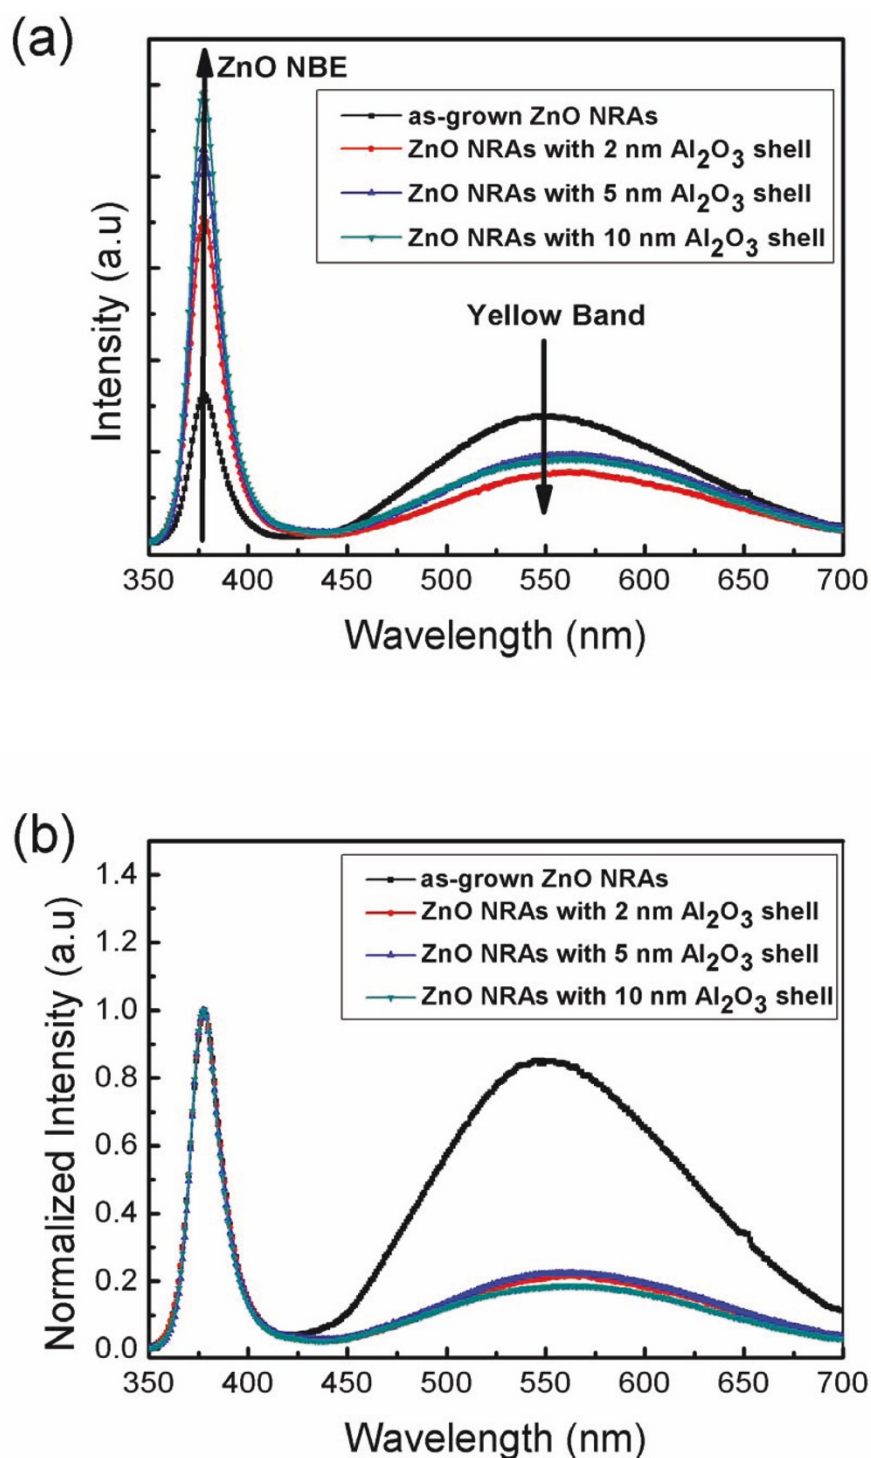 (a)
ZnO NBE
as-grown ZnO NRAs
ZnO NRAs with 2 nm Al2O3 shell
ZnO NRAs with 5 nm Al2O3 shell
ZnO NRAs with 10 nm Al2O3 shell
Yellow Band
Intensity (a.u)
350 400 450 500 550 600 650 700
Wavelength (nm)
(b)
as-grown ZnO NRAs
ZnO NRAs with 2 nm Al2O3 shell
ZnO NRAs with 5 nm Al2O3 shell
ZnO NRAs with 10 nm Al2O3 shell
Normalized Intensity (a.u)
1.4
1.2
1.0
0.8
0.6
0.4
0.2
0.0
350 400 450 500 550 600 650 700
Wavelength (nm)